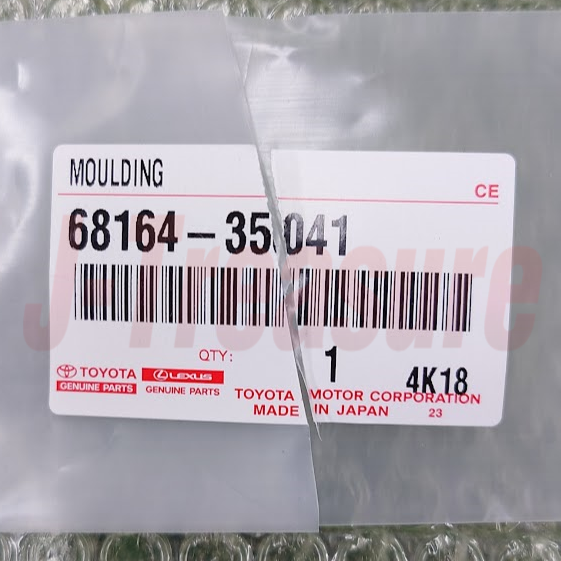 MOULDING
CE
68164-35041
J-Treasure
QTY: 1 4K18
TOYOTA LEXUS
GENUINE PARTS GENUINE PARTS
TOYOTA MOTOR CORPORATION
MADE IN JAPAN 23